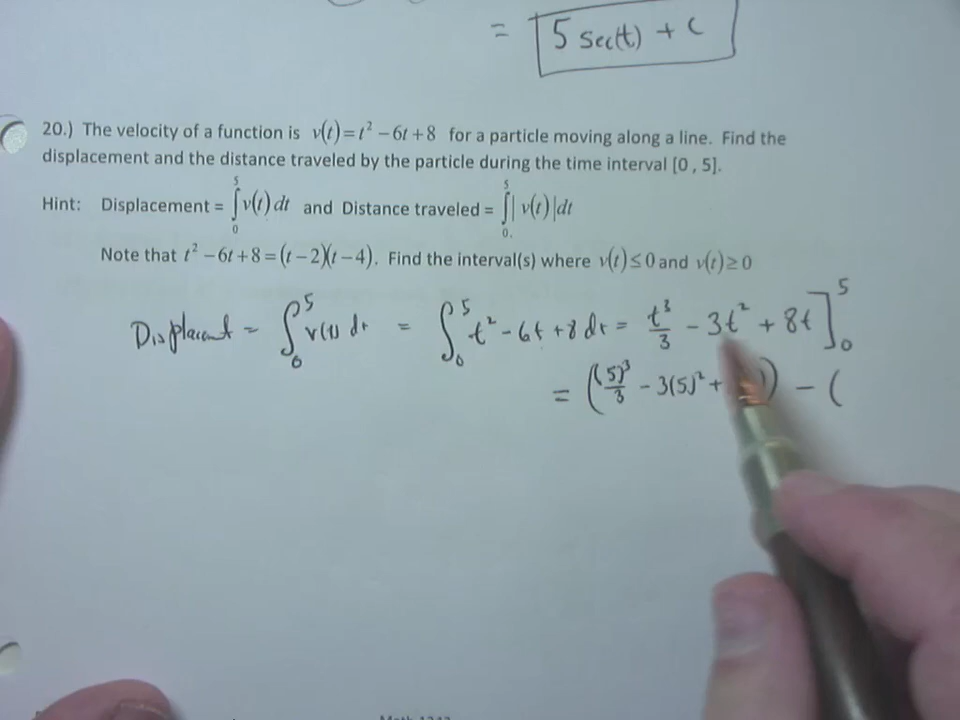 = 5 sec(t) + C
20.) The velocity of a function is v(t) = t² − 6t + 8 for a particle moving along a line. Find the
displacement and the distance traveled by the particle during the time interval [0 , 5].
Hint: Displacement = ∫₀⁵ v(t) dt and Distance traveled = ∫₀⁵ | v(t) | dt
Note that t² − 6t + 8 = (t − 2)(t − 4). Find the interval(s) where v(t) ≤ 0 and v(t) ≥ 0
= ∫₀⁵ v(t) dt = ∫₀⁵ t² − 6t + 8 dt = t³/3 − 3t² + 8t ]₀⁵
= ( (5)³/3 − 3(5)² + ) − (